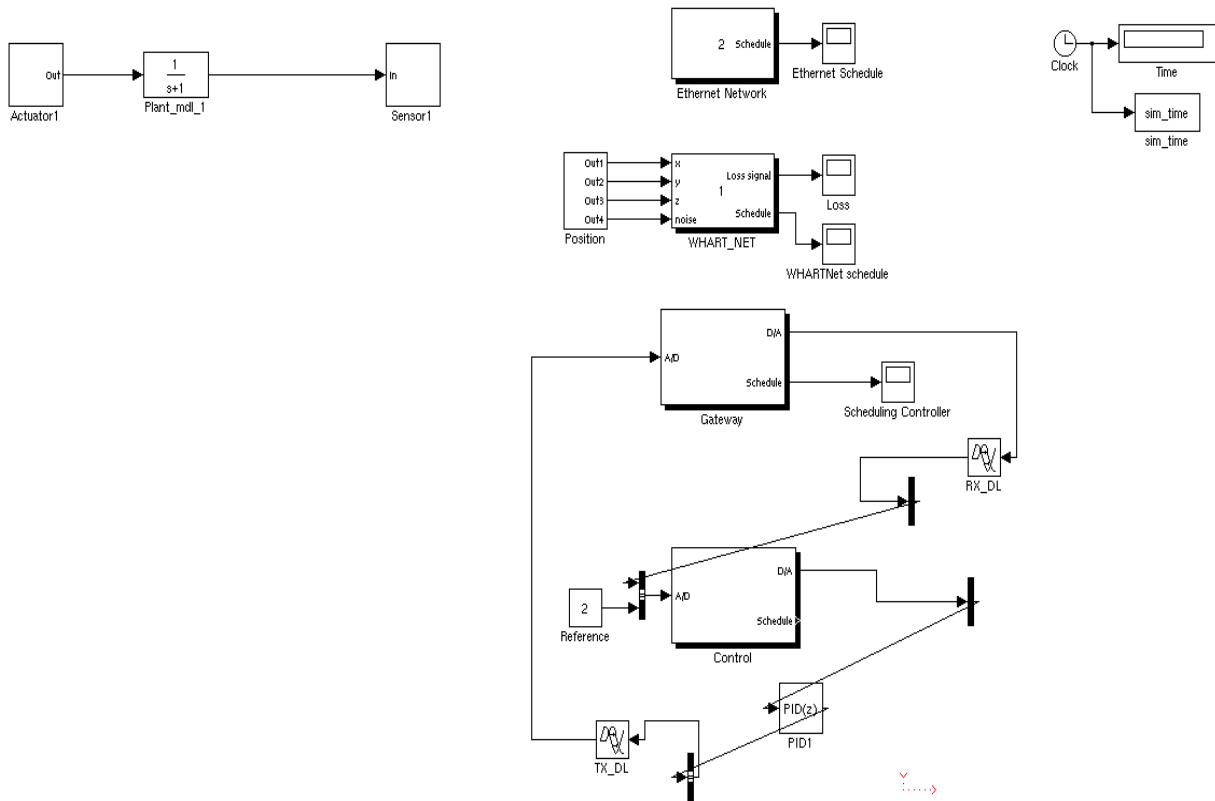 Out
Actuator1
1
s+1
Plant_mdl_1
In
Sensor1
2
Schedule
Ethernet Network
Ethernet Schedule
Clock
Time
sim_time
sim_time
Out1
Out2
Out3
Out4
Position
x
y
z
noise
1
Loss signal
Schedule
WHART_NET
Loss
WHARTNet schedule
A/D
D/A
Schedule
Gateway
Scheduling Controller
RX_DL
2
Reference
A/D
D/A
Schedule
Control
PID(z)
PID1
TX_DL